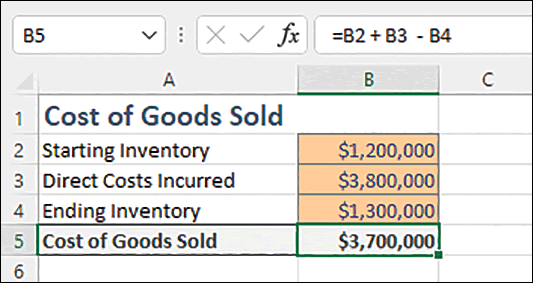 B5 fx =B2 + B3 - B4
A B C
1 Cost of Goods Sold
2 Starting Inventory $1,200,000
3 Direct Costs Incurred $3,800,000
4 Ending Inventory $1,300,000
5 Cost of Goods Sold $3,700,000
6